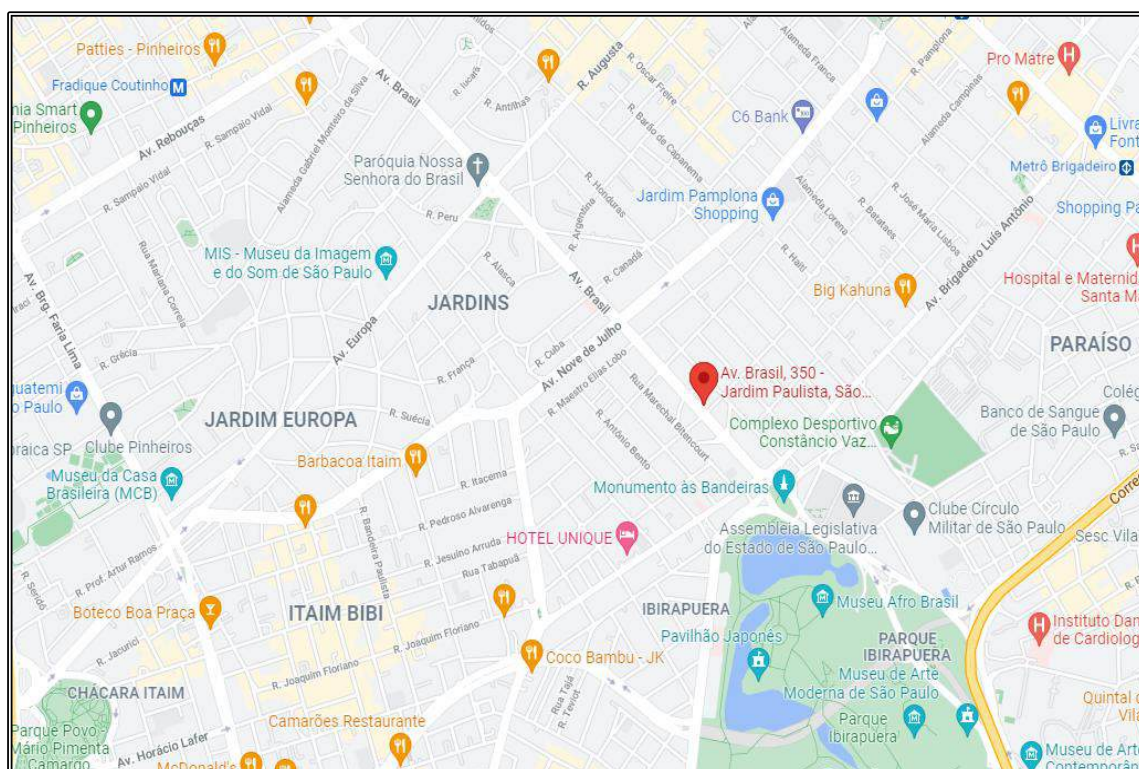 Patties - Pinheiros
Fradique Coutinho M
nia Smart
Pinheiros
Av. Rebouças
R. Sampaio Vidal
R. Sampaio Vidal
Alameda Gabriel Monteiro da Silva
R. Iucará
Av. Brasil
R. Antilhas
R. Augusta
R. Oscar Freire
Alameda Franca
R. Pamplona
Pro Matre
H
C6 Bank
Alameda Campinas
Livra
Font
Metrô Brigadeiro
R. Barão de Capanema
Paróquia Nossa
Senhora do Brasil
R. Peru
R. Honduras
R. Argentina
Jardim Pamplona
Shopping
Alameda Lorena
R. Batataes
R. José Maria Lisboa
Shopping Pa
Av. Brigadeiro Luís Antônio
Rua Mariana Correia
MIS - Museu da Imagem
e do Som de São Paulo
R. Alasca
R. Canadá
R. Haiti
Hospital e Maternid
Santa Ma
H
Av. Brg. Faria Lima
JARDINS
Av. Brasil
Big Kahuna
Av. Europa
R. Grécia
R. Cuba
Av. Nove de Julho
R. França
R. Maestro Elias Lobo
PARAÍSO
Av. Brasil, 350 -
Jardim Paulista, São...
Rua Marechal Bitencourt
guatemi
o Paulo
JARDIM EUROPA
R. Suécia
R. Antônio Bento
Complexo Desportivo
Constâncio Vaz...
Colég
Banco de Sangue
de São Paulo
Clube Pinheiros
braica SP
Barbacoa Itaim
Museu da Casa
Brasileira (MCB)
R. Itacema
Monumento às Bandeiras
R. Pedroso Alvarenga
HOTEL UNIQUE
Assembleia Legislativa
do Estado de São Paulo...
Clube Círculo
Militar de São Paulo
Corre
Sesc Vila
R. Bandeira Paulista
R. Jesuíno Arruda
Rua Tabapuã
R. Prof. Artur Ramos
R. Seridó
Boteco Boa Praça
ITAIM BIBI
R. Joaquim Floriano
R. Joaquim Floriano
IBIRAPUERA
Museu Afro Brasil
Pavilhão Japonês
PARQUE
IBIRAPUERA
H
Instituto Dan
de Cardiolog
R. Jacurici
Coco Bambu - JK
Museu de Arte
Moderna de São Paulo
CHÁCARA ITAIM
Rua Tajá
R. Teviot
Parque
Ibirapuera
Quintal d
Vila
Camarões Restaurante
Parque Povo
Mário Pimenta
Camargo
Av. Horácio Lafer
McDonald's
Museu de Arte
Contemporân